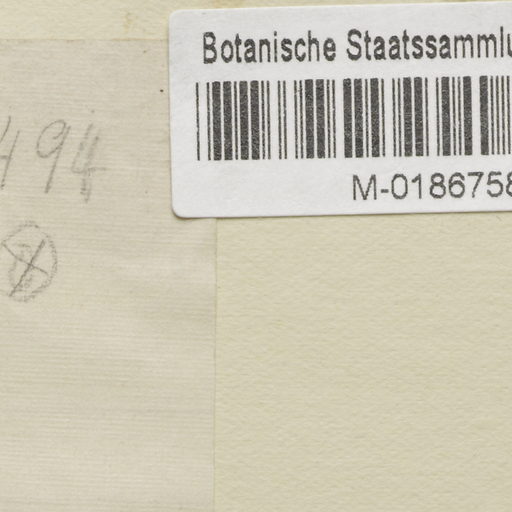 Botanische Staatssammlu
M-0186758
494